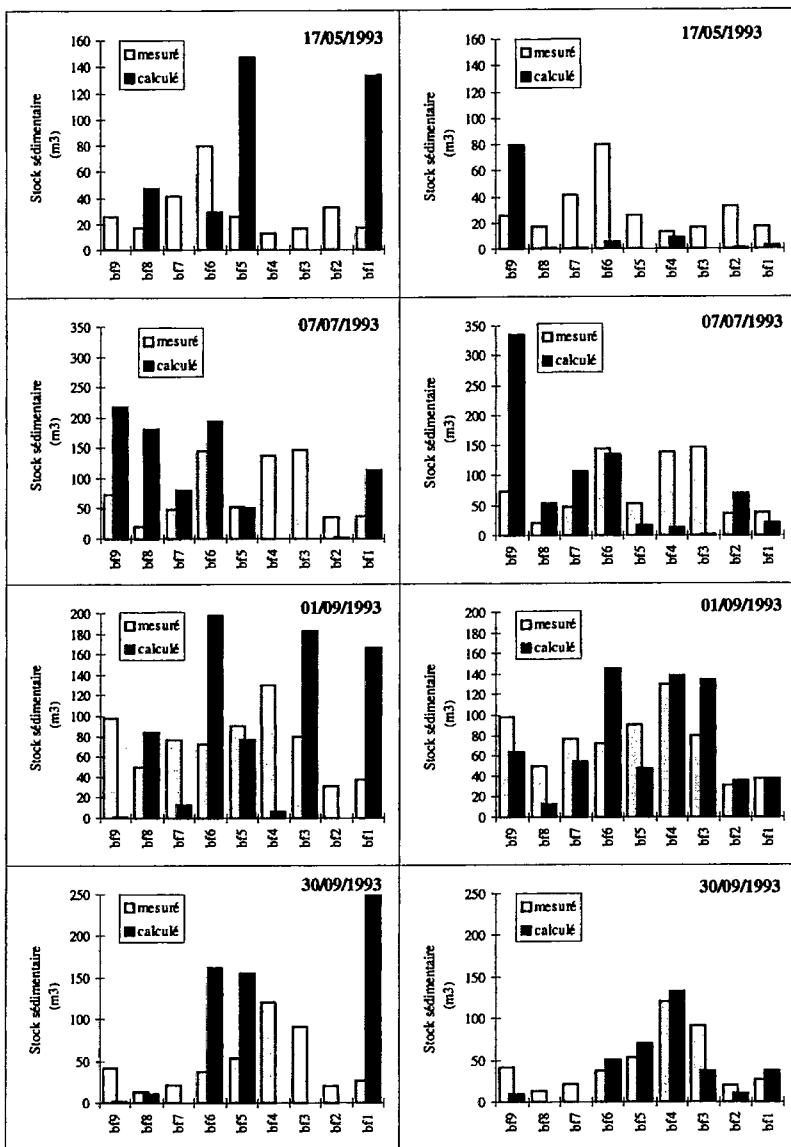 17/05/1993
mesuré
calculé
Stock sédimentaire
(m3)
160
140
120
100
80
60
40
20
0
bf9 bf8 bf7 bf6 bf5 bf4 bf3 bf2 bf1
17/05/1993
mesuré
calculé
Stock sédimentaire
(m3)
160
140
120
100
80
60
40
20
0
bf9 bf8 bf7 bf6 bf5 bf4 bf3 bf2 bf1
07/07/1993
mesuré
calculé
Stock sédimentaire
(m3)
350
300
250
200
150
100
50
0
bf9 bf8 bf7 bf6 bf5 bf4 bf3 bf2 bf1
07/07/1993
mesuré
calculé
Stock sédimentaire
(m3)
350
300
250
200
150
100
50
0
bf9 bf8 bf7 bf6 bf5 bf4 bf3 bf2 bf1
01/09/1993
mesuré
calculé
Stock sédimentaire
(m3)
200
180
160
140
120
100
80
60
40
20
0
bf9 bf8 bf7 bf6 bf5 bf4 bf3 bf2 bf1
01/09/1993
mesuré
calculé
Stock sédimentaire
(m3)
200
180
160
140
120
100
80
60
40
20
0
bf9 bf8 bf7 bf6 bf5 bf4 bf3 bf2 bf1
30/09/1993
mesuré
calculé
Stock sédimentaire
(m3)
250
200
150
100
50
0
bf9 bf8 bf7 bf6 bf5 bf4 bf3 bf2 bf1
30/09/1993
mesuré
calculé
Stock sédimentaire
(m3)
250
200
150
100
50
0
bf9 bf8 bf7 bf6 bf5 bf4 bf3 bf2 bf1